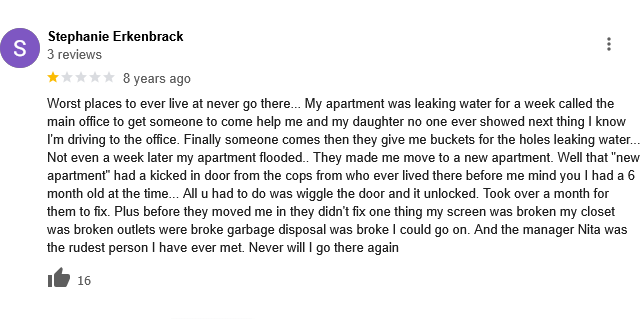 S
Stephanie Erkenbrack
3 reviews
8 years ago
Worst places to ever live at never go there... My apartment was leaking water for a week called the
main office to get someone to come help me and my daughter no one ever showed next thing I know
I'm driving to the office. Finally someone comes then they give me buckets for the holes leaking water...
Not even a week later my apartment flooded.. They made me move to a new apartment. Well that "new
apartment" had a kicked in door from the cops from who ever lived there before me mind you I had a 6
month old at the time... All u had to do was wiggle the door and it unlocked. Took over a month for
them to fix. Plus before they moved me in they didn't fix one thing my screen was broken my closet
was broken outlets were broke garbage disposal was broke I could go on. And the manager Nita was
the rudest person I have ever met. Never will I go there again
16